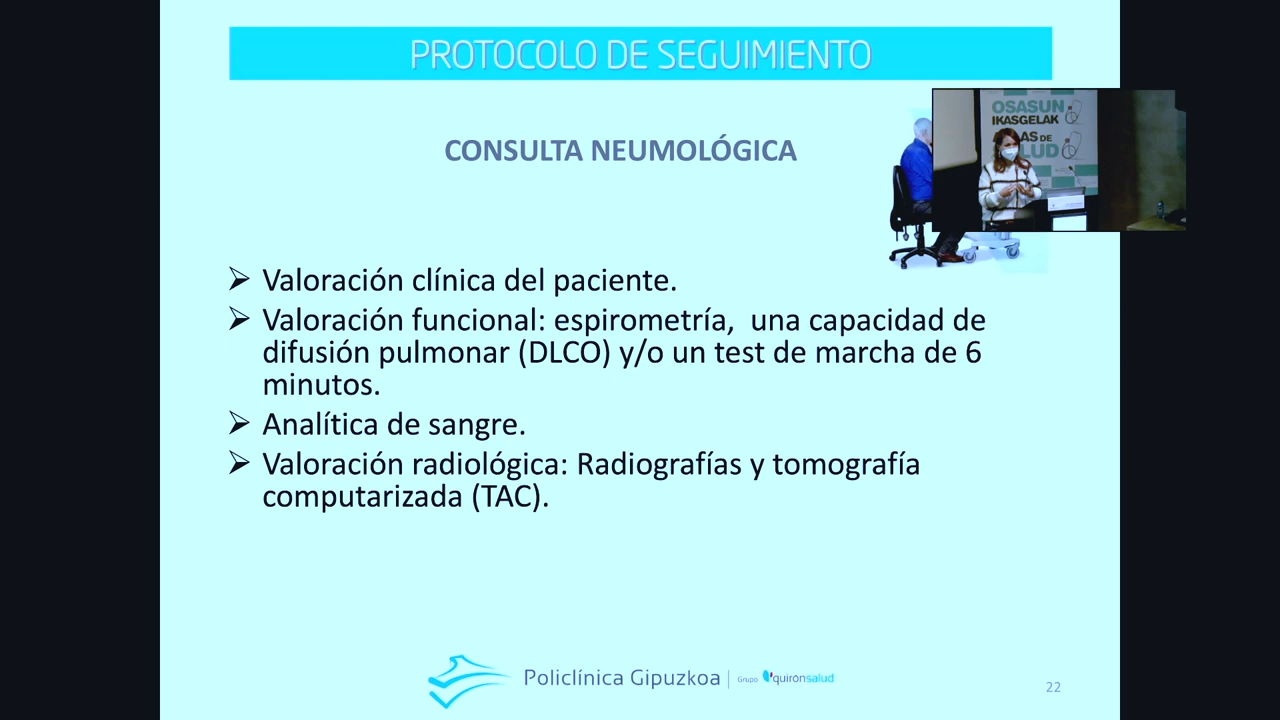 PROTOCOLO DE SEGUIMIENTO
CONSULTA NEUMOLÓGICA
OSASUN
IKASGELAK
AS DE
LUD
Valoración clínica del paciente.
Valoración funcional: espirometría, una capacidad de
difusión pulmonar (DLCO) y/o un test de marcha de 6
minutos.
Analítica de sangre.
Valoración radiológica: Radiografías y tomografía
computarizada (TAC).
Policlínica Gipuzkoa
Grupo quirónsalud
22